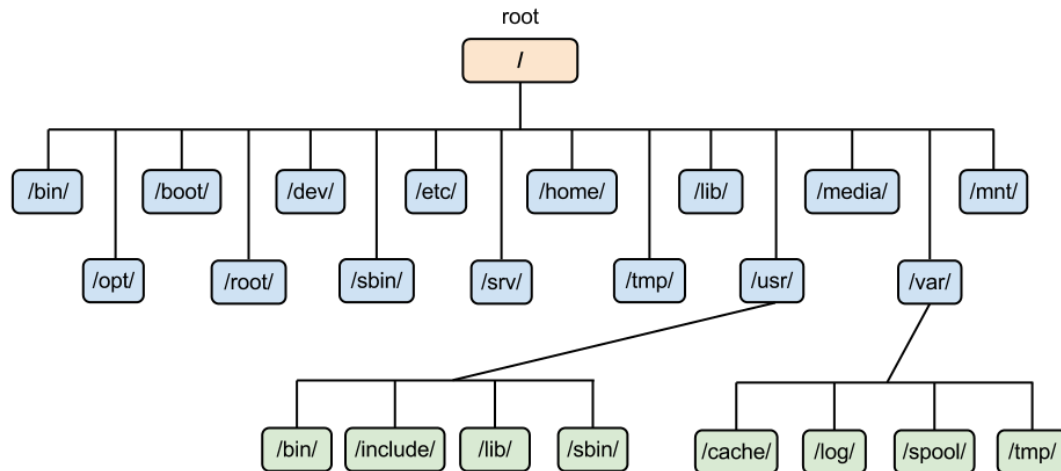 root
/
/bin/ /boot/ /dev/ /etc/ /home/ /lib/ /media/ /mnt/
/opt/ /root/ /sbin/ /srv/ /tmp/ /usr/ /var/
/bin/ /include/ /lib/ /sbin/ /cache/ /log/ /spool/ /tmp/